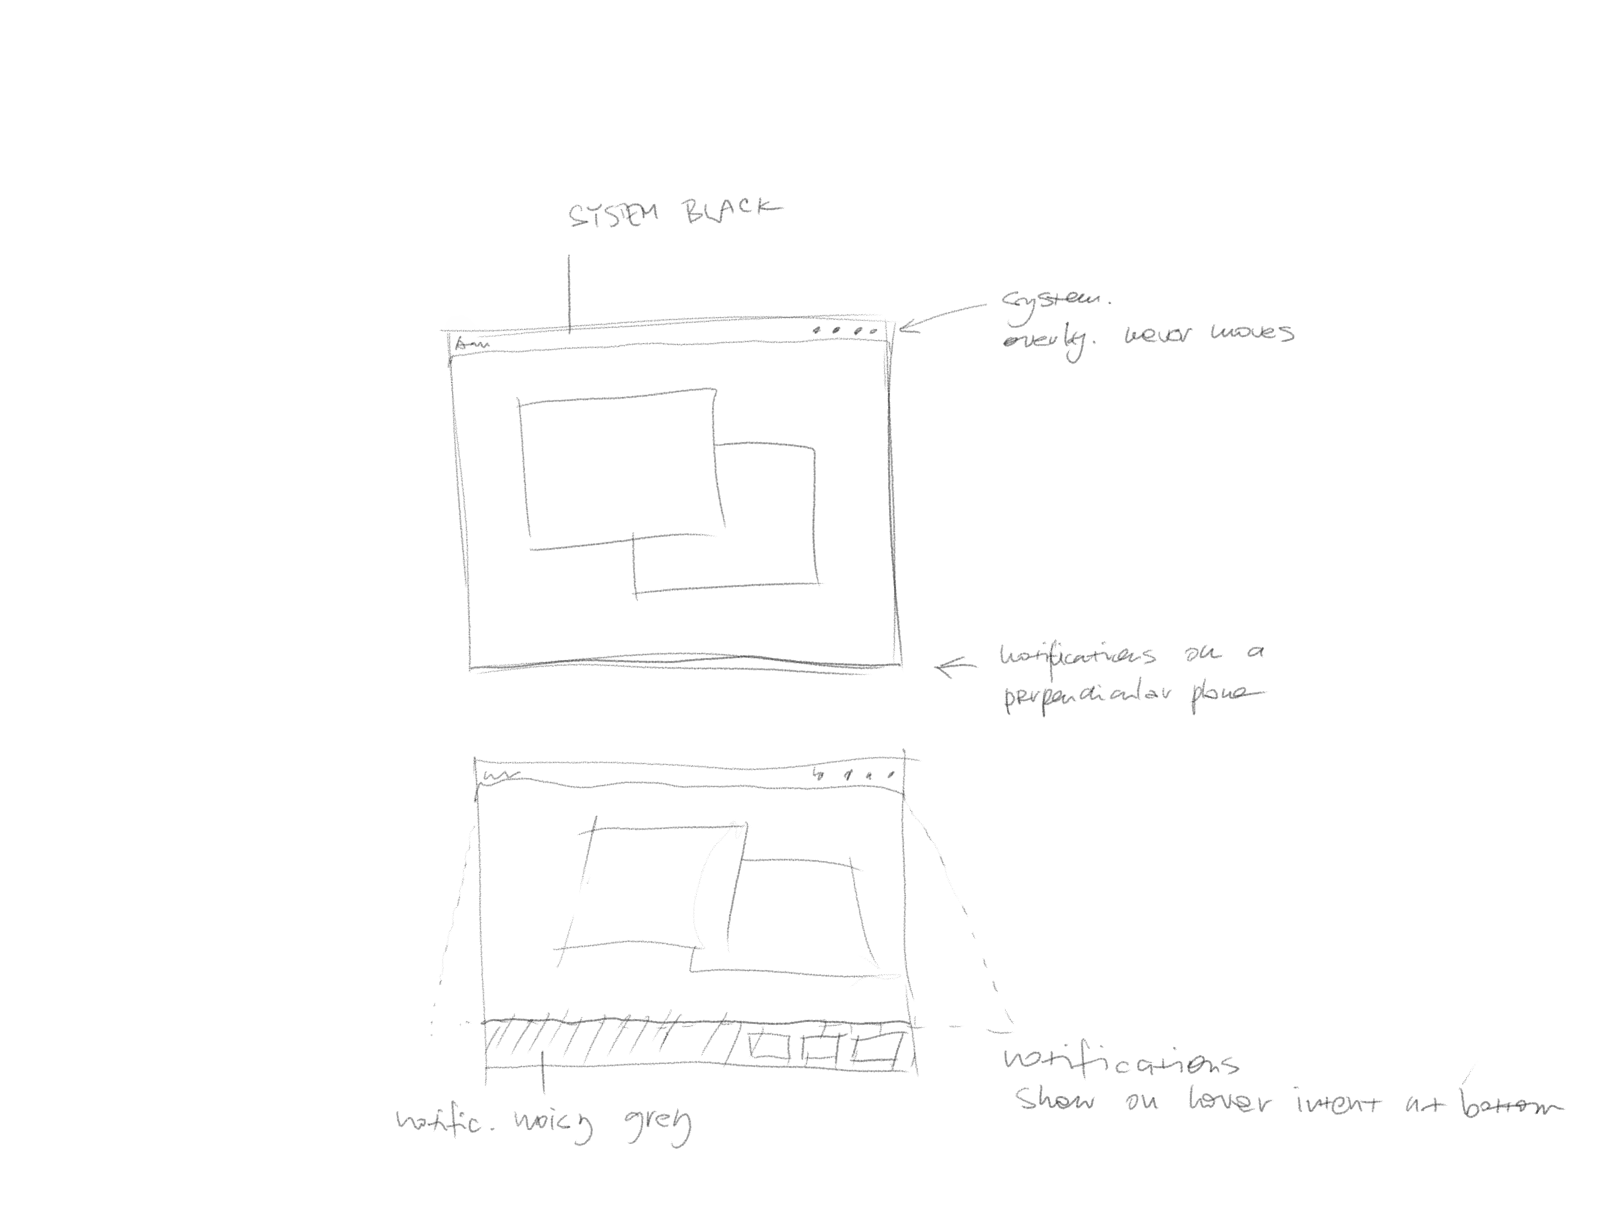 SYSTEM BLACK
system.
overlay. never moves
notifications on a
perpendicular plane
notifications
show on hover intent at bottom
notific. noisy grey